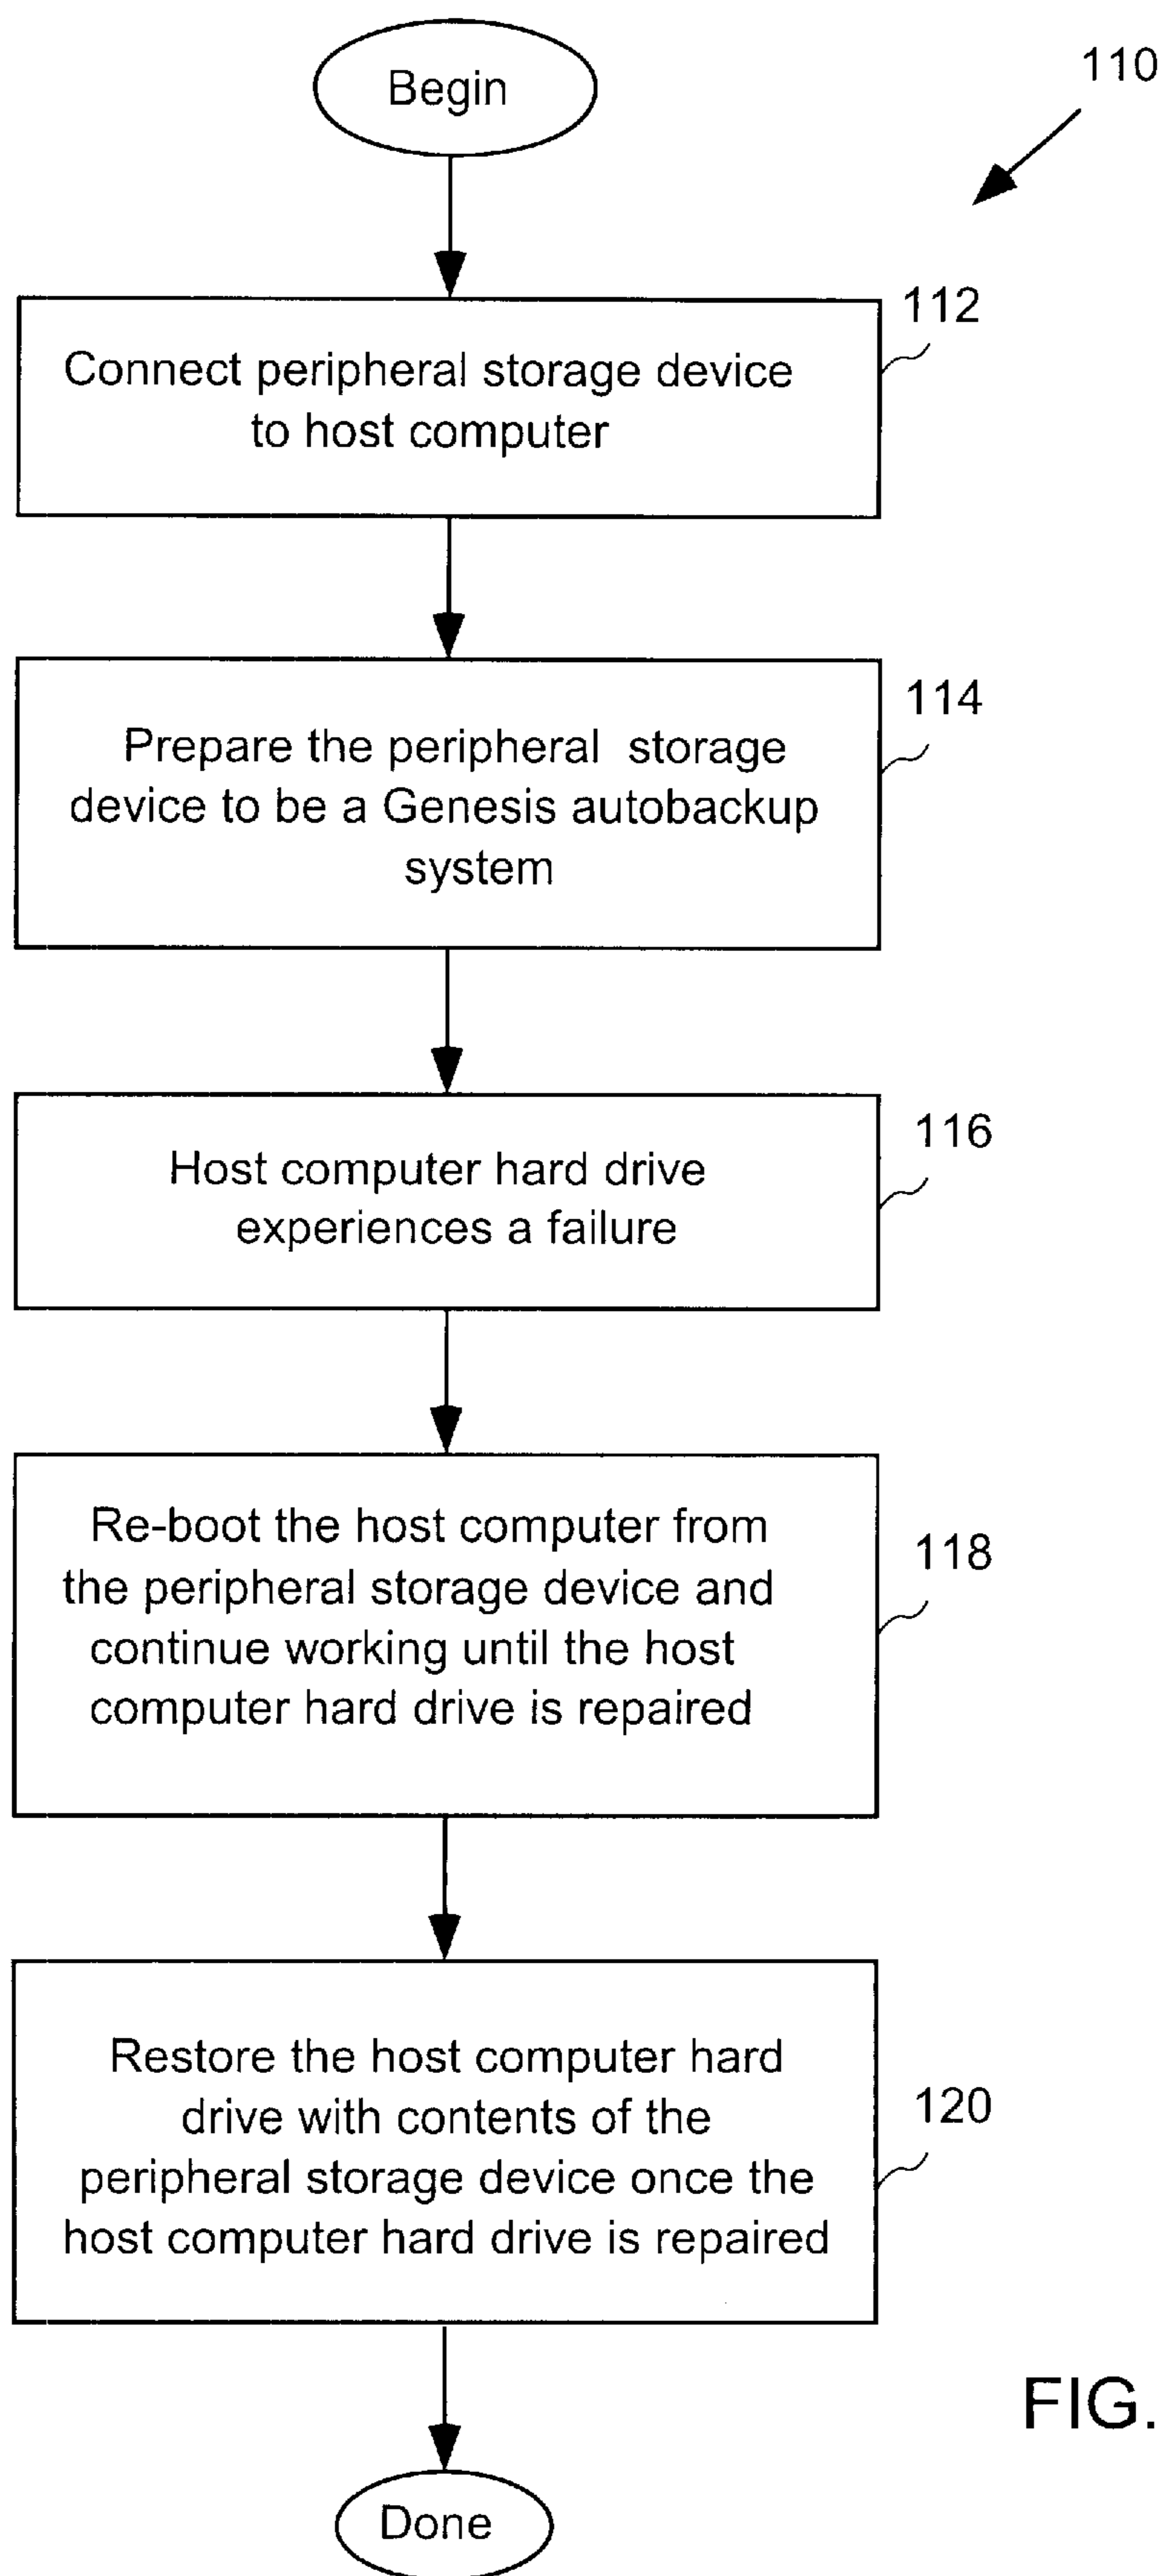 Begin
110
112
Connect peripheral storage device
to host computer
114
Prepare the peripheral storage
device to be a Genesis autobackup
system
116
Host computer hard drive
experiences a failure
Re-boot the host computer from
118
the peripheral storage device and
continue working until the host
computer hard drive is repaired
Restore the host computer hard
120
drive with contents of the
peripheral storage device once the
host computer hard drive is repaired
FIG.
Done